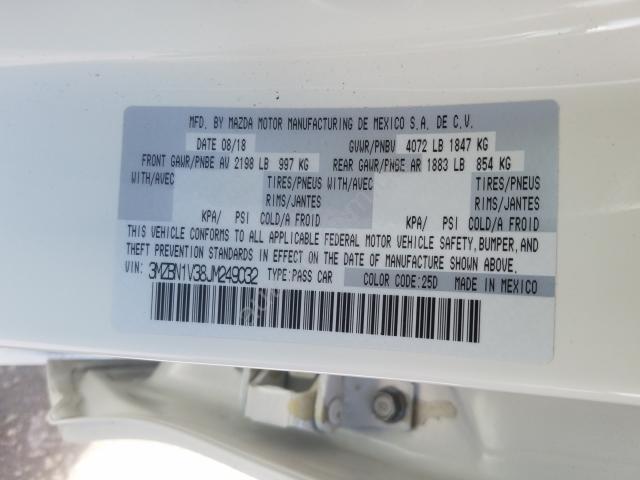 MFD. BY MAZDA MOTOR MANUFACTURING DE MEXICO S.A. DE C.V.
DATE 08/18 GVWR/PNBV 4072 LB 1847 KG
FRONT GAWR/PNBE AV 2198 LB 997 KG REAR GAWR/PNBE AR 1883 LB 854 KG
WITH/AVEC TIRES/PNEUS WITH/AVEC TIRES/PNEUS
RIMS/JANTES RIMS/JANTES
KPA/ PSI COLD/A FROID KPA/ PSI COLD/A FROID
THIS VEHICLE CONFORMS TO ALL APPLICABLE FEDERAL MOTOR VEHICLE SAFETY, BUMPER, AND
THEFT PREVENTION STANDARDS IN EFFECT ON THE DATE OF MANUFACTURE SHOWN ABOVE.
VIN: 3MZBN1V38JM249032 TYPE:PASS CAR COLOR CODE:25D MADE IN MEXICO